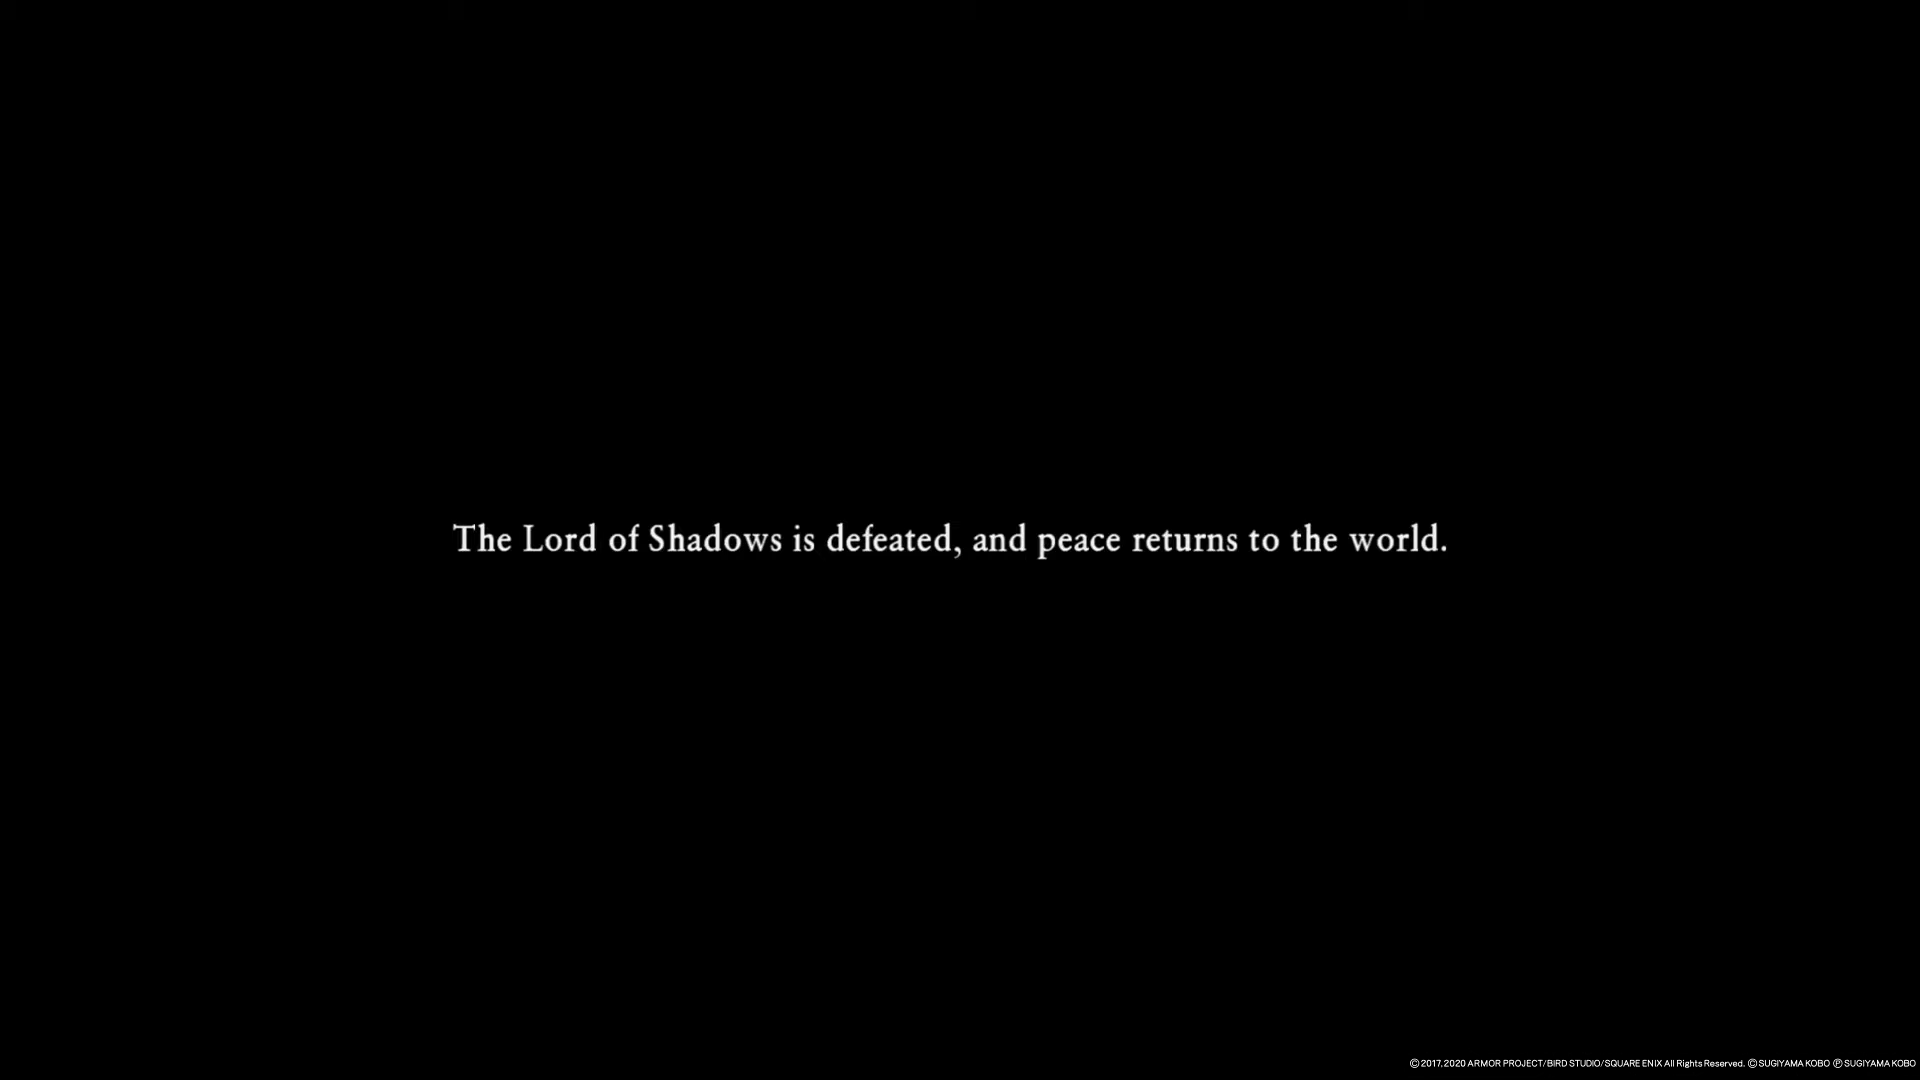 The Lord of Shadows is defeated, and peace returns to the world.
©2017,2020 ARMOR PROJECT/BIRD STUDIO/SQUARE ENIX All Rights Reserved. ©SUGIYAMA KOBO ℗SUGIYAMA KOBO